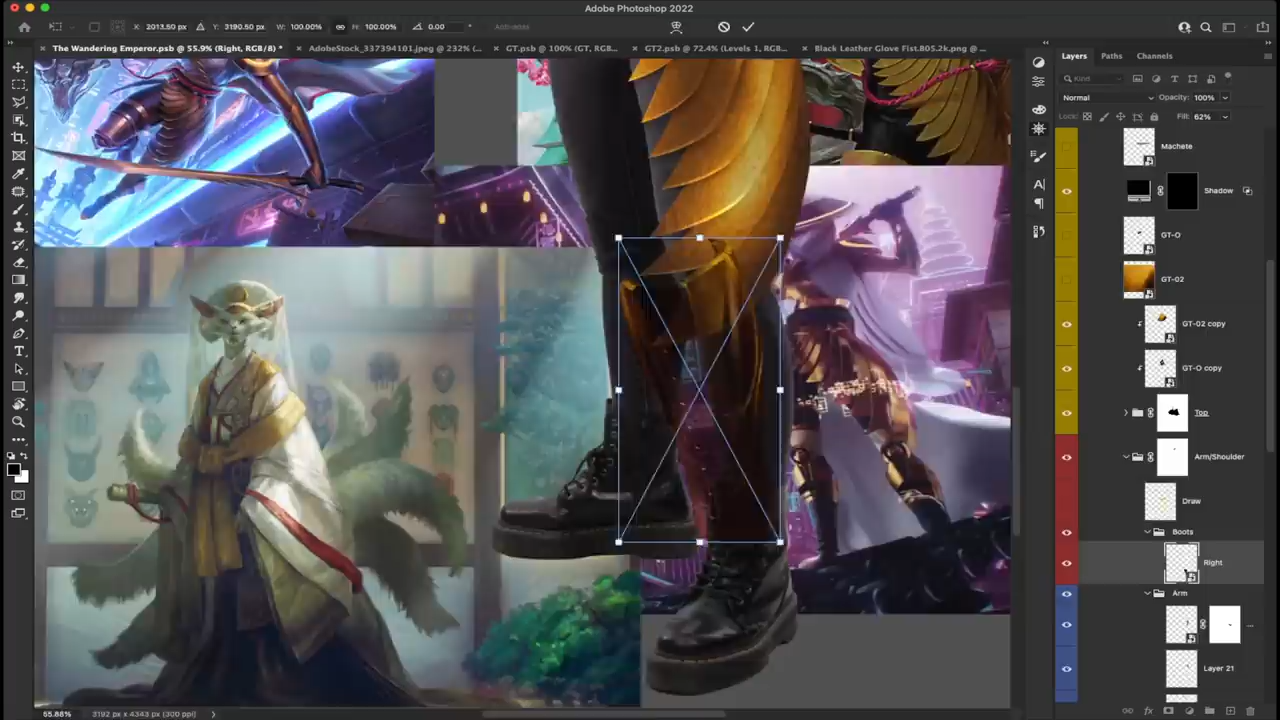 Adobe Photoshop 2022
X: 2013.50 px Y: 3190.50 px W: 100.00% H: 100.00% 0.00 Anti-alias
The Wandering Emperor.psb @ 55.9% (Right, RGB/8) * AdobeStock_337394101.jpeg @ 232% (... GT.psb @ 100% (GT, RGB... GT2.psb @ 72.4% (Levels 1, RGB... Black Leather Glove Fist.805.2k.png @ ...
Layers Paths Channels
Kind
Normal Opacity: 100%
Lock: Fill: 62%
Machete
Shadow
GT-O
GT-02
GT-02 copy
GT-O copy
Top
Arm/Shoulder
Draw
Boots
Right
Arm
...
Layer 21
55.88% 3192 px x 4343 px (300 ppi)